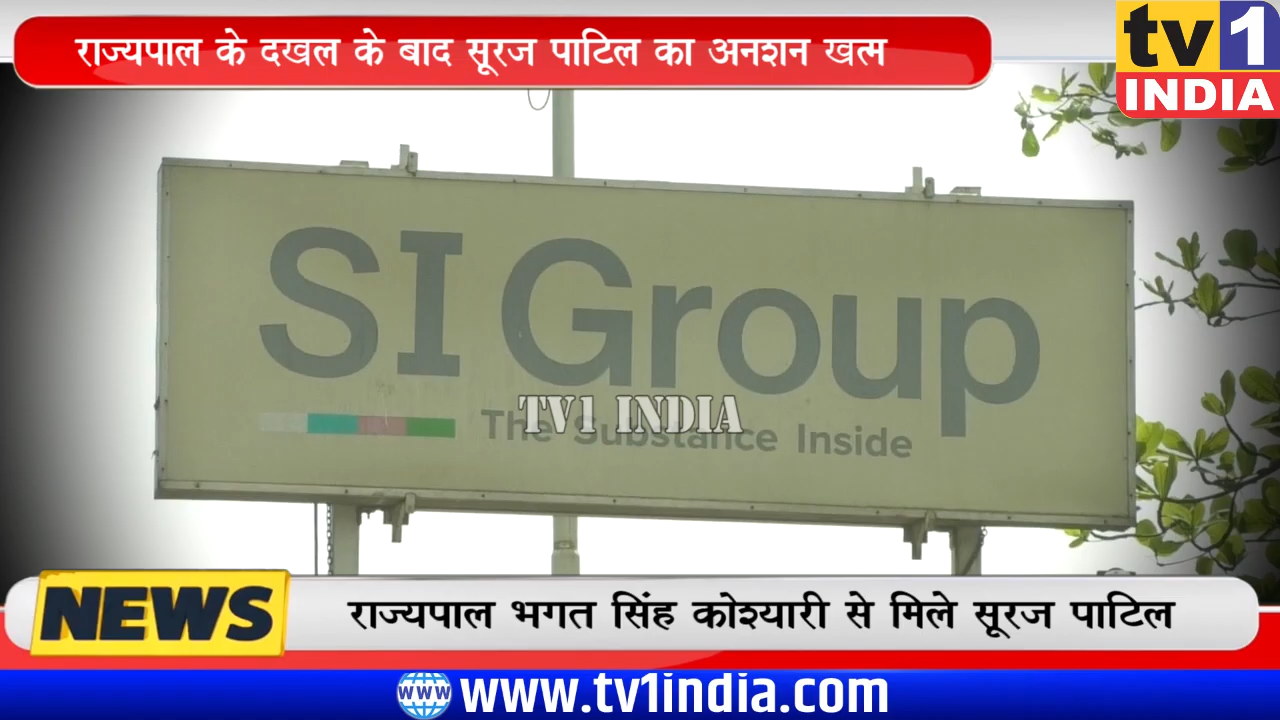 राज्यपाल के दखल के बाद सूरज पाटिल का अनशन खत्म
tv1
INDIA
SI Group
The Substance Inside
TV1 INDIA
NEWS
राज्यपाल भगत सिंह कोश्यारी से मिले सूरज पाटिल
www
www.tv1india.com